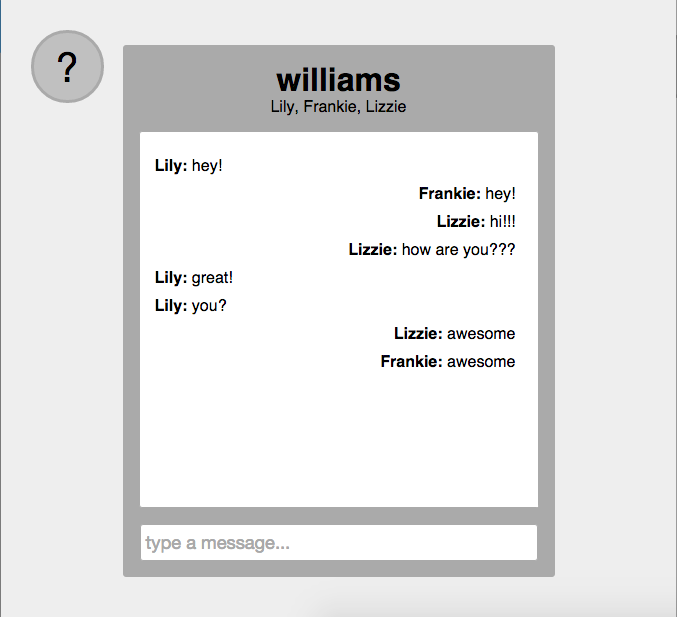 ?
williams
Lily, Frankie, Lizzie
Lily: hey!
Frankie: hey!
Lizzie: hi!!!
Lizzie: how are you???
Lily: great!
Lily: you?
Lizzie: awesome
Frankie: awesome
type a message...